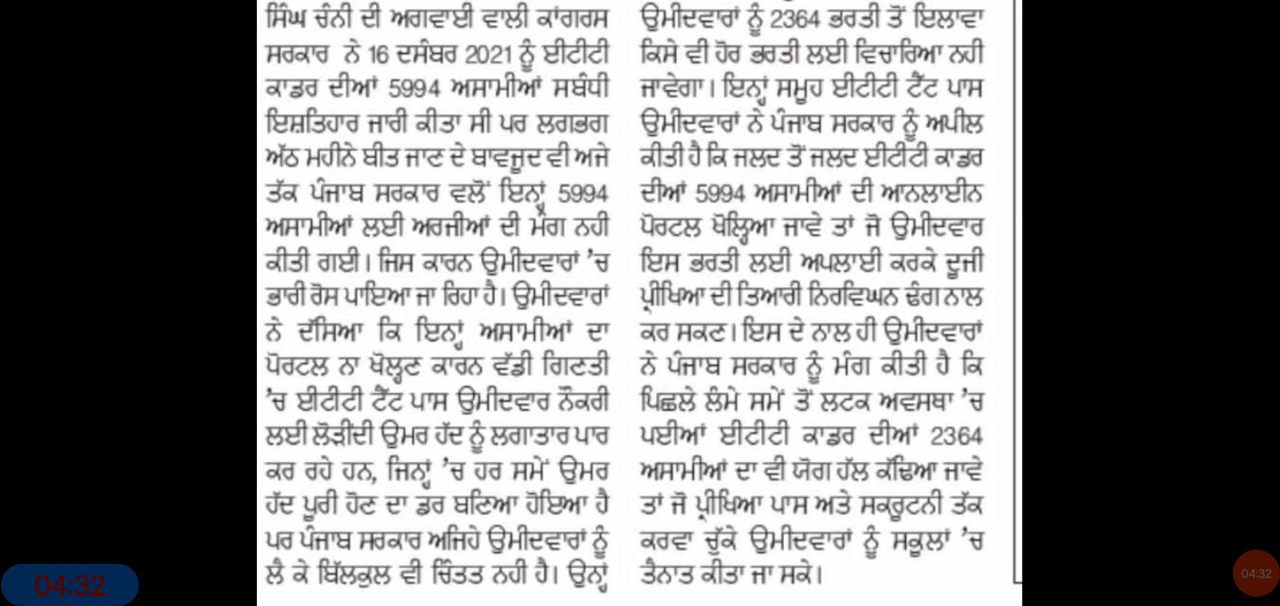 ਸਿੰਘ ਚੰਨੀ ਦੀ ਅਗਵਾਈ ਵਾਲੀ ਕਾਂਗਰਸ
ਸਰਕਾਰ ਨੇ 16 ਦਸੰਬਰ 2021 ਨੂੰ ਈਟੀਟੀ
ਕਾਡਰ ਦੀਆਂ 5994 ਅਸਾਮੀਆਂ ਸਬੰਧੀ
ਇਸ਼ਤਿਹਾਰ ਜਾਰੀ ਕੀਤਾ ਸੀ ਪਰ ਲਗਭਗ
ਅੱਠ ਮਹੀਨੇ ਬੀਤ ਜਾਣ ਦੇ ਬਾਵਜੂਦ ਵੀ ਅਜੇ
ਤੱਕ ਪੰਜਾਬ ਸਰਕਾਰ ਵਲੋਂ ਇਨ੍ਹਾਂ 5994
ਅਸਾਮੀਆਂ ਲਈ ਅਰਜੀਆਂ ਦੀ ਮੰਗ ਨਹੀ
ਕੀਤੀ ਗਈ। ਜਿਸ ਕਾਰਨ ਉਮੀਦਵਾਰਾਂ 'ਚ
ਭਾਰੀ ਰੋਸ ਪਾਇਆ ਜਾ ਰਿਹਾ ਹੈ। ਉਮੀਦਵਾਰਾਂ
ਨੇ ਦੱਸਿਆ ਕਿ ਇਨ੍ਹਾਂ ਅਸਾਮੀਆਂ ਦਾ
ਪੋਰਟਲ ਨਾ ਖੋਲ੍ਹਣ ਕਾਰਨ ਵੱਡੀ ਗਿਣਤੀ
'ਚ ਈਟੀਟੀ ਟੈੱਟ ਪਾਸ ਉਮੀਦਵਾਰ ਨੌਕਰੀ
ਲਈ ਲੋੜੀਂਦੀ ਉਮਰ ਹੱਦ ਨੂੰ ਲਗਾਤਾਰ ਪਾਰ
ਕਰ ਰਹੇ ਹਨ, ਜਿਨ੍ਹਾਂ 'ਚ ਹਰ ਸਮੇਂ ਉਮਰ
ਹੱਦ ਪੂਰੀ ਹੋਣ ਦਾ ਡਰ ਬਣਿਆ ਹੋਇਆ ਹੈ
ਪਰ ਪੰਜਾਬ ਸਰਕਾਰ ਅਜਿਹੇ ਉਮੀਦਵਾਰਾਂ ਨੂੰ
ਲੈ ਕੇ ਬਿੱਲਕੁਲ ਵੀ ਚਿੰਤਤ ਨਹੀ ਹੈ। ਉਨ੍ਹਾਂ
ਉਮੀਦਵਾਰਾਂ ਨੂੰ 2364 ਭਰਤੀ ਤੋਂ ਇਲਾਵਾ
ਕਿਸੇ ਵੀ ਹੋਰ ਭਰਤੀ ਲਈ ਵਿਚਾਰਿਆ ਨਹੀ
ਜਾਵੇਗਾ। ਇਨ੍ਹਾਂ ਸਮੂਹ ਈਟੀਟੀ ਟੈੱਟ ਪਾਸ
ਉਮੀਦਵਾਰਾਂ ਨੇ ਪੰਜਾਬ ਸਰਕਾਰ ਨੂੰ ਅਪੀਲ
ਕੀਤੀ ਹੈ ਕਿ ਜਲਦ ਤੋਂ ਜਲਦ ਈਟੀਟੀ ਕਾਡਰ
ਦੀਆਂ 5994 ਅਸਾਮੀਆਂ ਦੀ ਆਨਲਾਈਨ
ਪੋਰਟਲ ਖੋਲ੍ਹਿਆ ਜਾਵੇ ਤਾਂ ਜੋ ਉਮੀਦਵਾਰ
ਇਸ ਭਰਤੀ ਲਈ ਅਪਲਾਈ ਕਰਕੇ ਦੂਜੀ
ਪ੍ਰੀਖਿਆ ਦੀ ਤਿਆਰੀ ਨਿਰਵਿਘਨ ਢੰਗ ਨਾਲ
ਕਰ ਸਕਣ। ਇਸ ਦੇ ਨਾਲ ਹੀ ਉਮੀਦਵਾਰਾਂ
ਨੇ ਪੰਜਾਬ ਸਰਕਾਰ ਨੂੰ ਮੰਗ ਕੀਤੀ ਹੈ ਕਿ
ਪਿਛਲੇ ਲੰਮੇ ਸਮੇਂ ਤੋਂ ਲਟਕ ਅਵਸਥਾ 'ਚ
ਪਈਆਂ ਈਟੀਟੀ ਕਾਡਰ ਦੀਆਂ 2364
ਅਸਾਮੀਆਂ ਦਾ ਵੀ ਯੋਗ ਹੱਲ ਕੱਢਿਆ ਜਾਵੇ
ਤਾਂ ਜੋ ਪ੍ਰੀਖਿਆ ਪਾਸ ਅਤੇ ਸਕਰੂਟਨੀ ਤੱਕ
ਕਰਵਾ ਚੁੱਕੇ ਉਮੀਦਵਾਰਾਂ ਨੂੰ ਸਕੂਲਾਂ 'ਚ
ਤੈਨਾਤ ਕੀਤਾ ਜਾ ਸਕੇ।
04:32
04:32